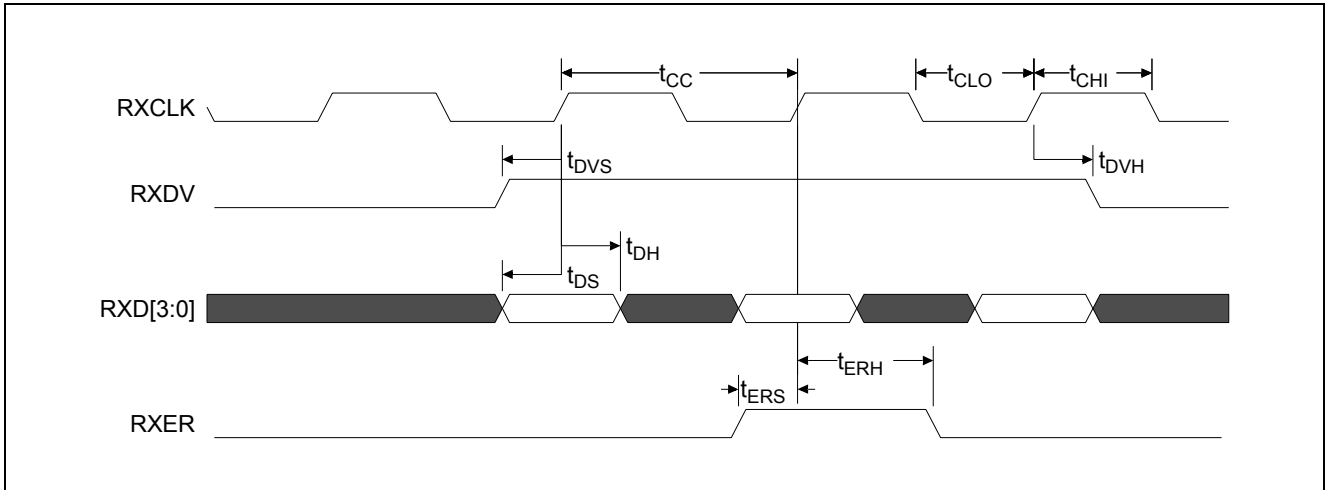 tCC
tCLO
tCHI
RXCLK
tDVS
tDVH
RXDV
tDH
tDS
RXD[3:0]
tERH
tERS
RXER